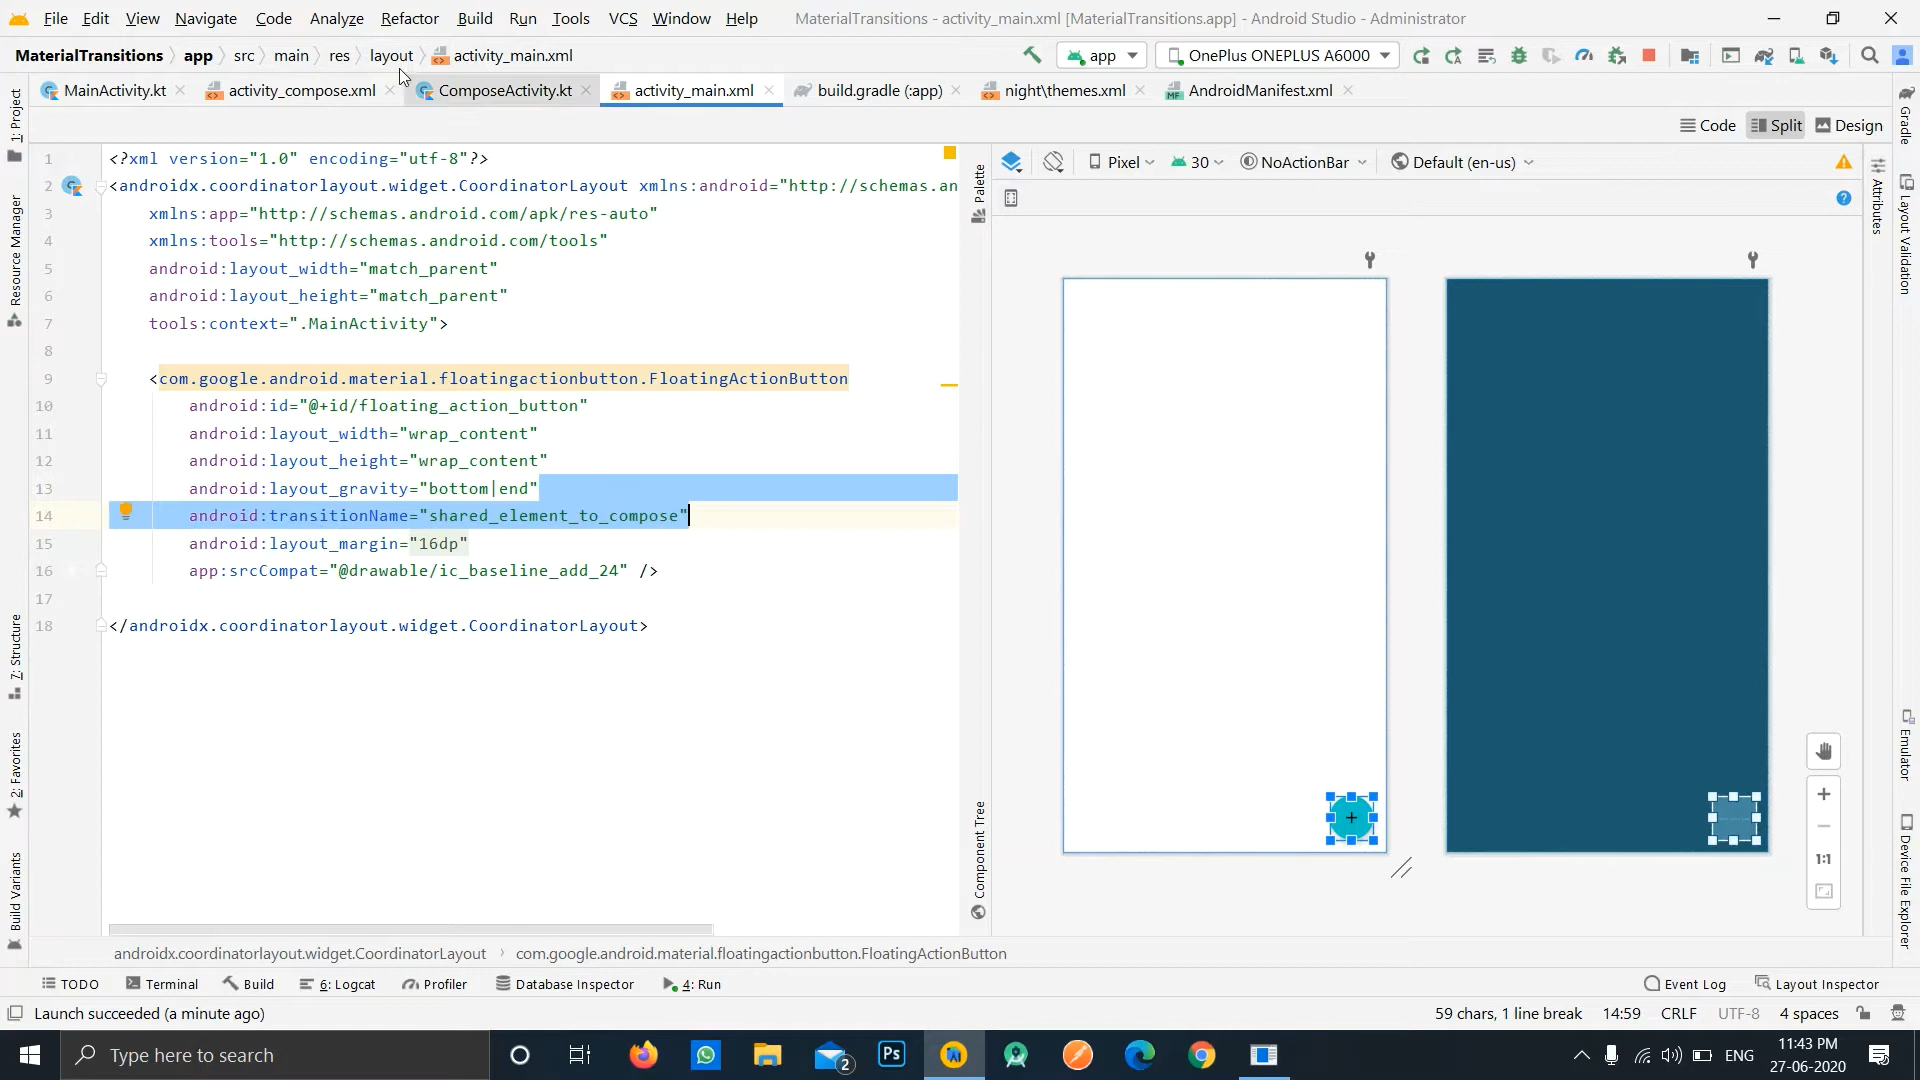 File Edit View Navigate Code Analyze Refactor Build Run Tools VCS Window Help MaterialTransitions - activity_main.xml [MaterialTransitions.app] - Android Studio - Administrator
MaterialTransitions app src main res layout activity_main.xml app OnePlus ONEPLUS A6000
MainActivity.kt activity_compose.xml ComposeActivity.kt activity_main.xml build.gradle (:app) night\themes.xml AndroidManifest.xml
Code Split Design
Pixel 30 NoActionBar Default (en-us)
1 <?xml version="1.0" encoding="utf-8"?>
2 <androidx.coordinatorlayout.widget.CoordinatorLayout xmlns:android="http://schemas.an
3 xmlns:app="http://schemas.android.com/apk/res-auto"
4 xmlns:tools="http://schemas.android.com/tools"
5 android:layout_width="match_parent"
6 android:layout_height="match_parent"
7 tools:context=".MainActivity">
8
9 <com.google.android.material.floatingactionbutton.FloatingActionButton
10 android:id="@+id/floating_action_button"
11 android:layout_width="wrap_content"
12 android:layout_height="wrap_content"
13 android:layout_gravity="bottom|end"
14 android:transitionName="shared_element_to_compose"
15 android:layout_margin="16dp"
16 app:srcCompat="@drawable/ic_baseline_add_24" />
17
18 </androidx.coordinatorlayout.widget.CoordinatorLayout>
1: Project
Resource Manager
7: Structure
2: Favorites
Build Variants
Palette
Component Tree
Attributes
Gradle
Layout Validation
Emulator
Device File Explorer
1:1
androidx.coordinatorlayout.widget.CoordinatorLayout com.google.android.material.floatingactionbutton.FloatingActionButton
TODO Terminal Build 6: Logcat Profiler Database Inspector 4: Run Event Log Layout Inspector
Launch succeeded (a minute ago) 59 chars, 1 line break 14:59 CRLF UTF-8 4 spaces
Type here to search 2 Ps ENG 11:43 PM
27-06-2020